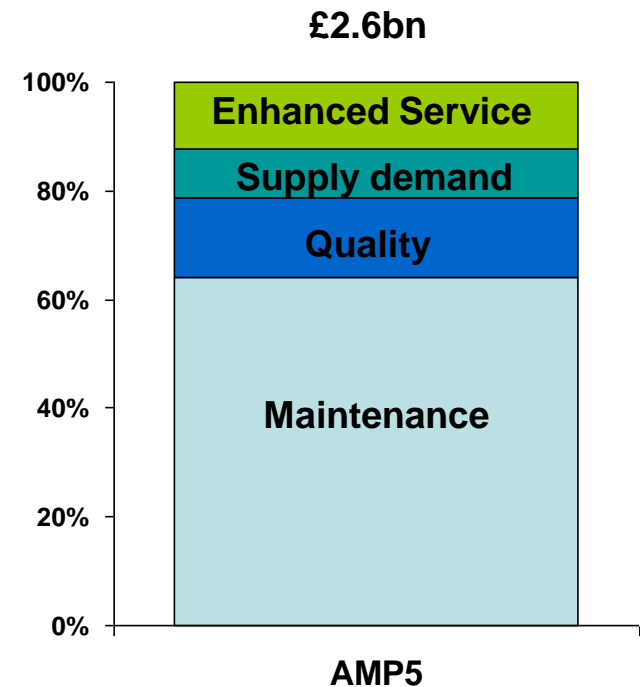 £2.6bn
100%
Enhanced Service
Supply demand
80%
Quality
60%
Maintenance
40%
20%
0%
AMP5